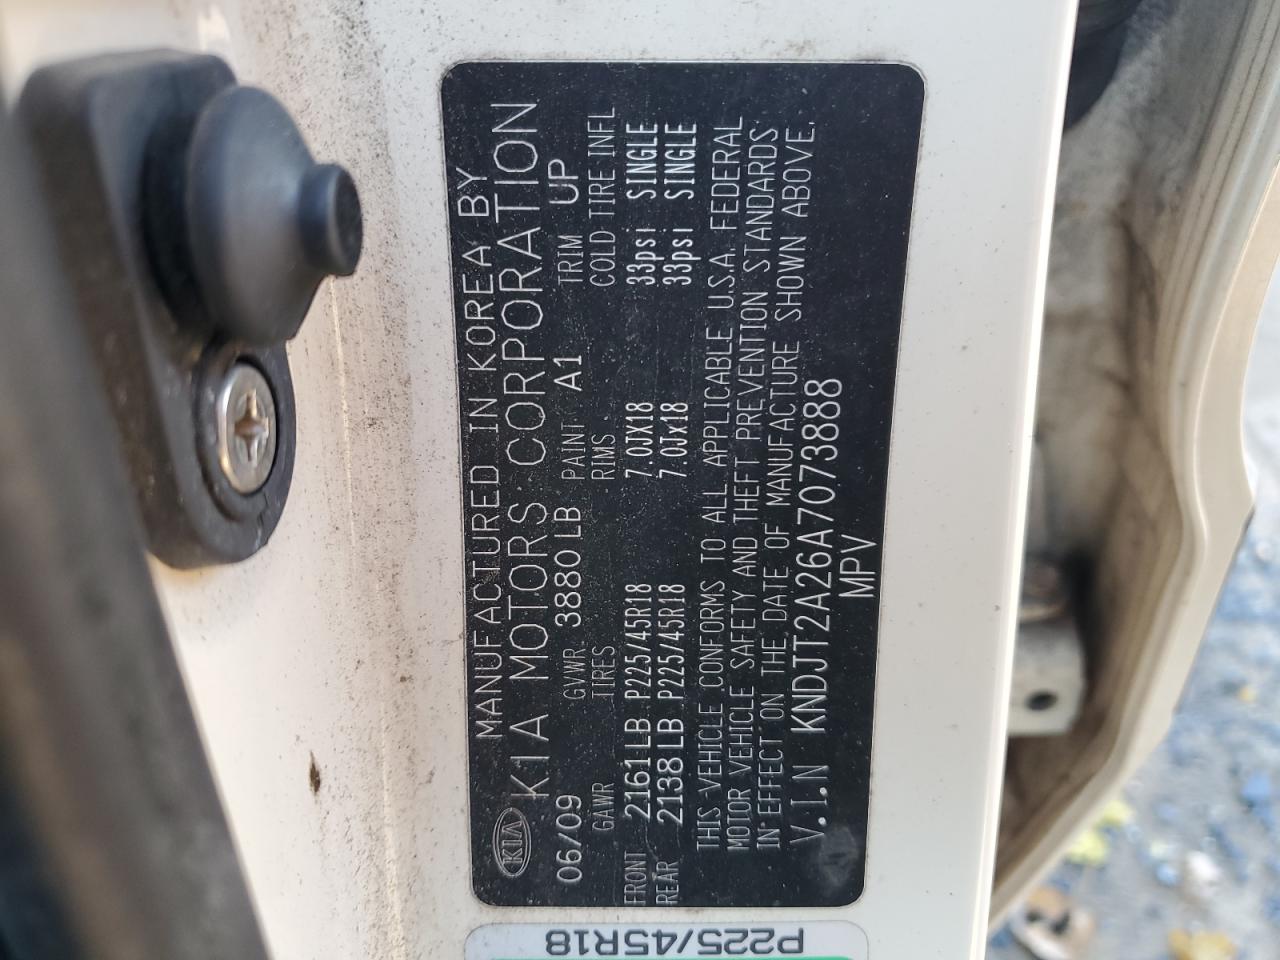 MANUFACTURED IN KOREA BY
KIA KIA MOTORS CORPORATION
06/09 GVWR 3880 LB PAINT A1 TRIM UP
GAWR TIRES RIMS COLD TIRE INFL
FRONT 2161 LB P225/45R18 7.0JX18 33psi SINGLE
REAR 2138 LB P225/45R18 7.0Jx18 33psi SINGLE
THIS VEHICLE CONFORMS TO ALL APPLICABLE U.S.A. FEDERAL
MOTOR VEHICLE SAFETY AND THEFT PREVENTION STANDARDS
IN EFFECT ON THE DATE OF MANUFACTURE SHOWN ABOVE.
V.I.N KNDJT2A26A7073888
MPV
P225/45R18